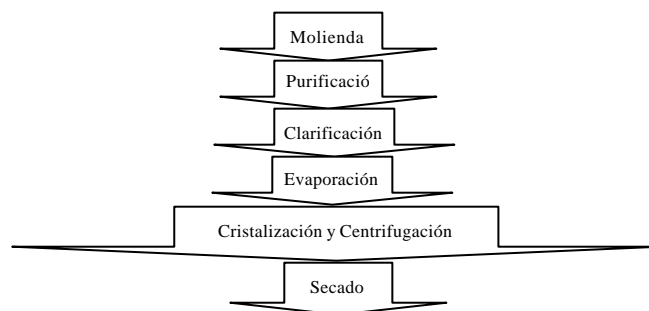 Molienda
Purificació
Clarificación
Evaporación
Cristalización y Centrifugación
Secado